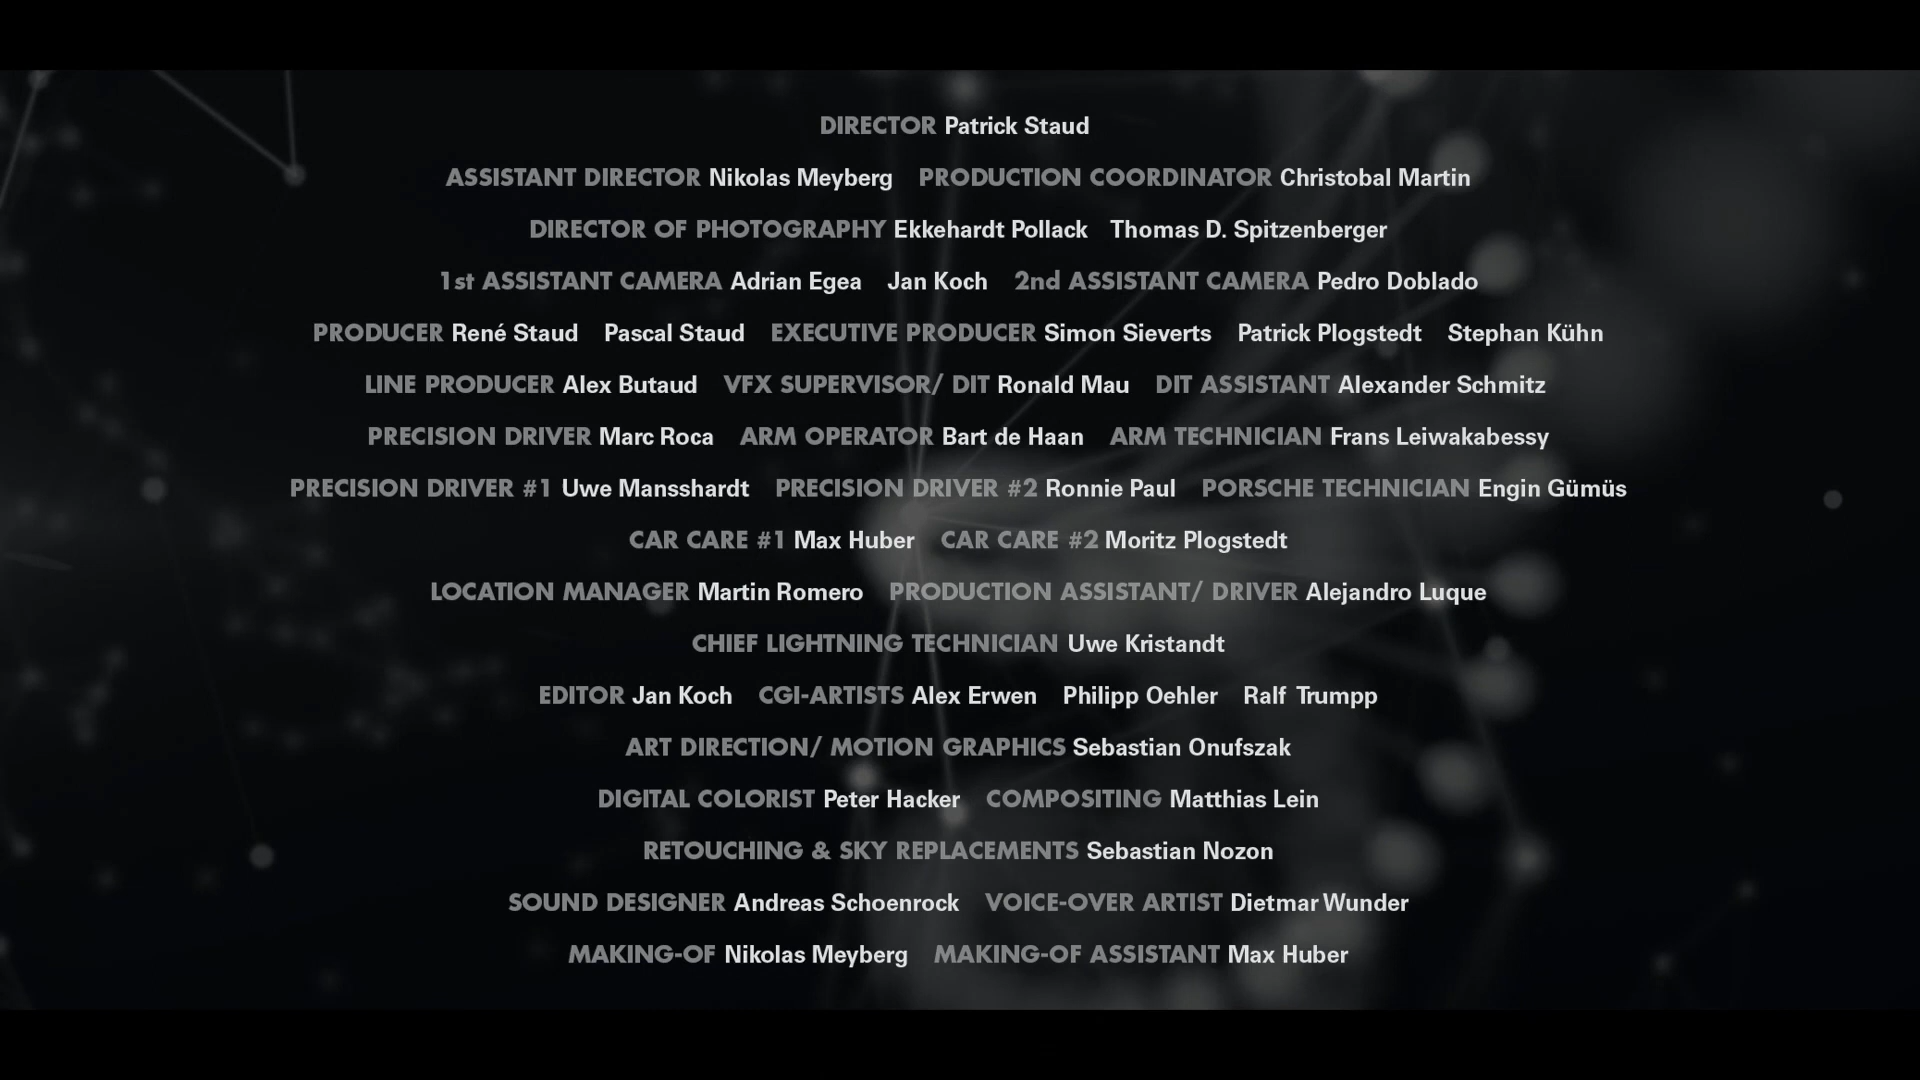 DIRECTOR Patrick Staud
ASSISTANT DIRECTOR Nikolas Meyberg PRODUCTION COORDINATOR Christobal Martin
DIRECTOR OF PHOTOGRAPHY Ekkehardt Pollack Thomas D. Spitzenberger
1st ASSISTANT CAMERA Adrian Egea Jan Koch 2nd ASSISTANT CAMERA Pedro Doblado
PRODUCER René Staud Pascal Staud EXECUTIVE PRODUCER Simon Sieverts Patrick Plogstedt Stephan Kühn
LINE PRODUCER Alex Butaud VFX SUPERVISOR/ DIT Ronald Mau DIT ASSISTANT Alexander Schmitz
PRECISION DRIVER Marc Roca ARM OPERATOR Bart de Haan ARM TECHNICIAN Frans Leiwakabessy
PRECISION DRIVER #1 Uwe Mansshardt PRECISION DRIVER #2 Ronnie Paul PORSCHE TECHNICIAN Engin Gümüs
CAR CARE #1 Max Huber CAR CARE #2 Moritz Plogstedt
LOCATION MANAGER Martin Romero PRODUCTION ASSISTANT/ DRIVER Alejandro Luque
CHIEF LIGHTNING TECHNICIAN Uwe Kristandt
EDITOR Jan Koch CGI-ARTISTS Alex Erwen Philipp Oehler Ralf Trumpp
ART DIRECTION/ MOTION GRAPHICS Sebastian Onufszak
DIGITAL COLORIST Peter Hacker COMPOSITING Matthias Lein
RETOUCHING & SKY REPLACEMENTS Sebastian Nozon
SOUND DESIGNER Andreas Schoenrock VOICE-OVER ARTIST Dietmar Wunder
MAKING-OF Nikolas Meyberg MAKING-OF ASSISTANT Max Huber